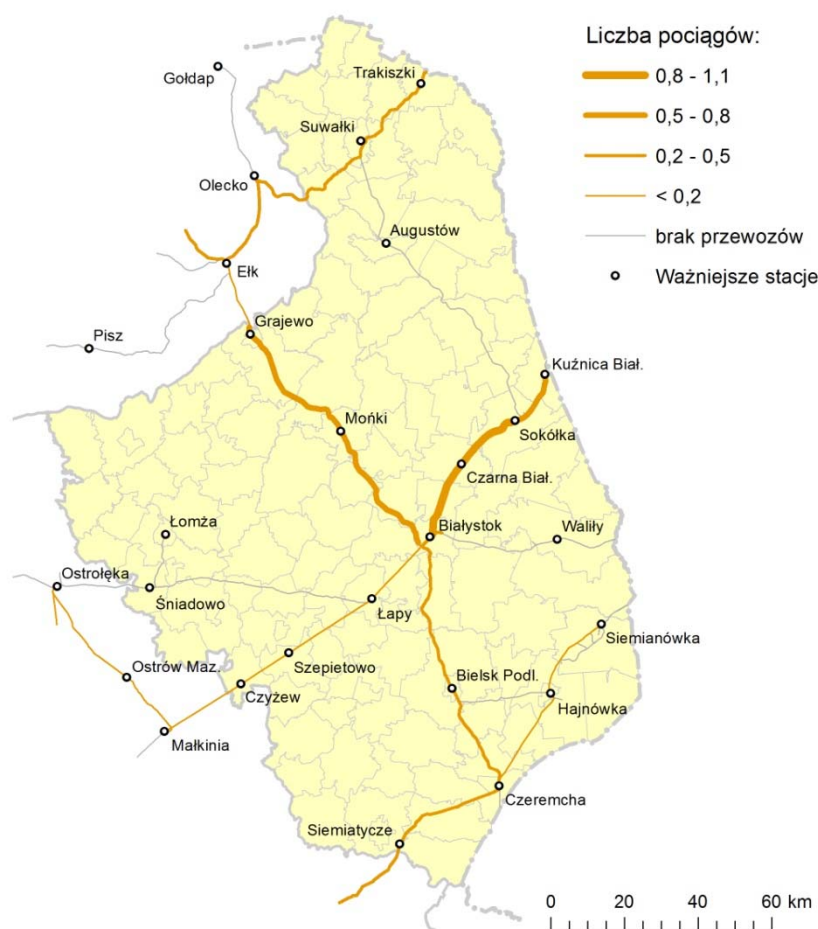 Liczba pociągów:
0,8 - 1,1
0,5 - 0,8
0,2 - 0,5
< 0,2
brak przewozów
Ważniejsze stacje
Gołdap
Trakiszki
Suwałki
Olecko
Augustów
Ełk
Grajewo
Pisz
Kuźnica Biał.
Mońki
Sokółka
Czarna Biał.
Łomża
Białystok
Waliły
Ostrołęka
Śniadowo
Łapy
Siemianówka
Ostrów Maz.
Szepietowo
Bielsk Podl.
Czyżew
Hajnówka
Małkinia
Czeremcha
Siemiatycze
0 20 40 60 km